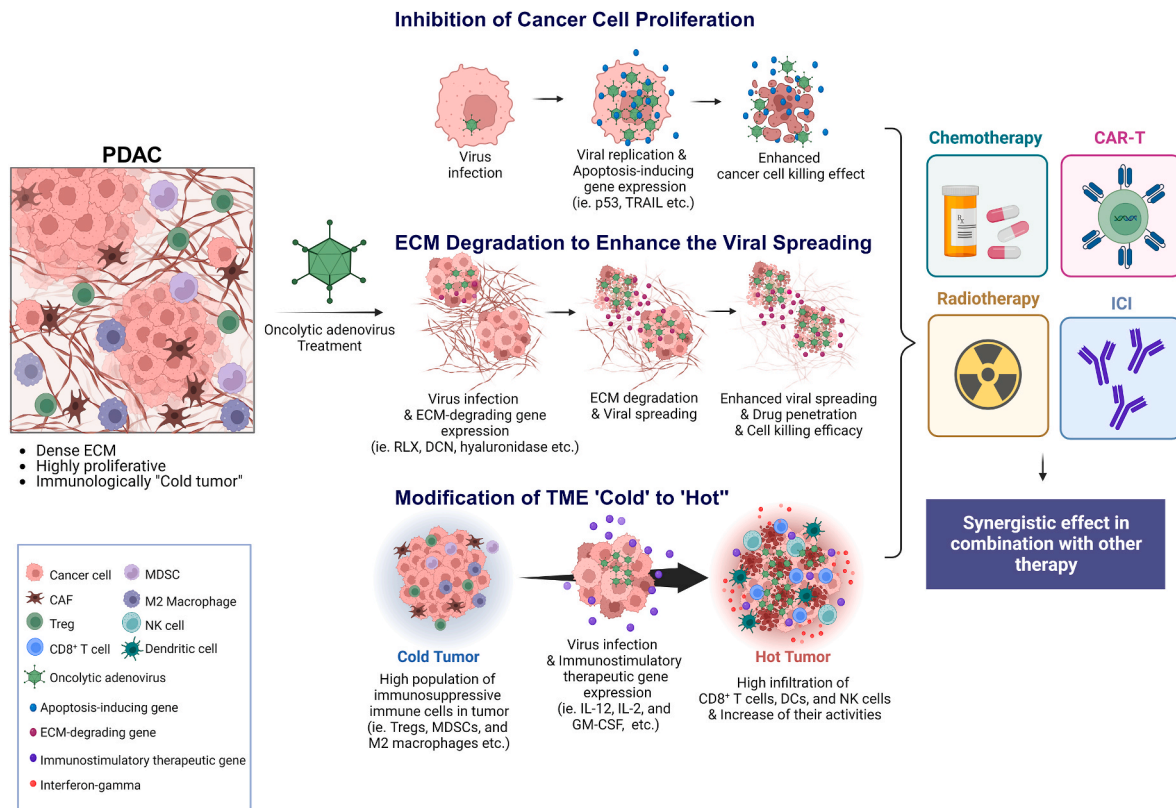 Inhibition of Cancer Cell Proliferation
Virus
infection
Viral replication &
Apoptosis-inducing
gene expression
(ie. p53, TRAIL etc.)
Enhanced
cancer cell killing effect
PDAC
• Dense ECM
• Highly proliferative
• Immunologically "Cold tumor"
Oncolytic adenovirus
Treatment
ECM Degradation to Enhance the Viral Spreading
Virus infection
& ECM-degrading gene
expression
(ie. RLX, DCN, hyaluronidase etc.)
ECM degradation
& Viral spreading
Enhanced viral spreading
& Drug penetration
& Cell killing efficacy
Modification of TME 'Cold' to 'Hot"
Cold Tumor
High population of
immunosuppressive
immune cells in tumor
(ie. Tregs, MDSCs, and
M2 macrophages etc.)
Virus infection
& Immunostimulatory
therapeutic gene
expression
(ie. IL-12, IL-2, and
GM-CSF, etc.)
Hot Tumor
High infiltration of
CD8⁺ T cells, DCs, and NK cells
& Increase of their activities
Chemotherapy
Rx
CAR-T
Radiotherapy
ICI
Synergistic effect in
combination with other
therapy
Cancer cell
MDSC
CAF
M2 Macrophage
Treg
NK cell
CD8⁺ T cell
Dendritic cell
Oncolytic adenovirus
Apoptosis-inducing gene
ECM-degrading gene
Immunostimulatory therapeutic gene
Interferon-gamma